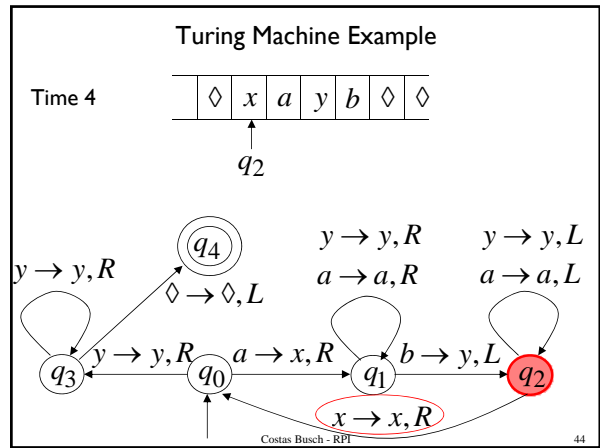 Turing Machine Example
Time 4
◊ x a y b ◊ ◊
q₂
y → y, R
q₄
◊ → ◊, L
y → y, R
a → a, R
y → y, L
a → a, L
q₃
y → y, R
q₀
a → x, R
q₁
b → y, L
q₂
x → x, R
Costas Busch - RPI
44